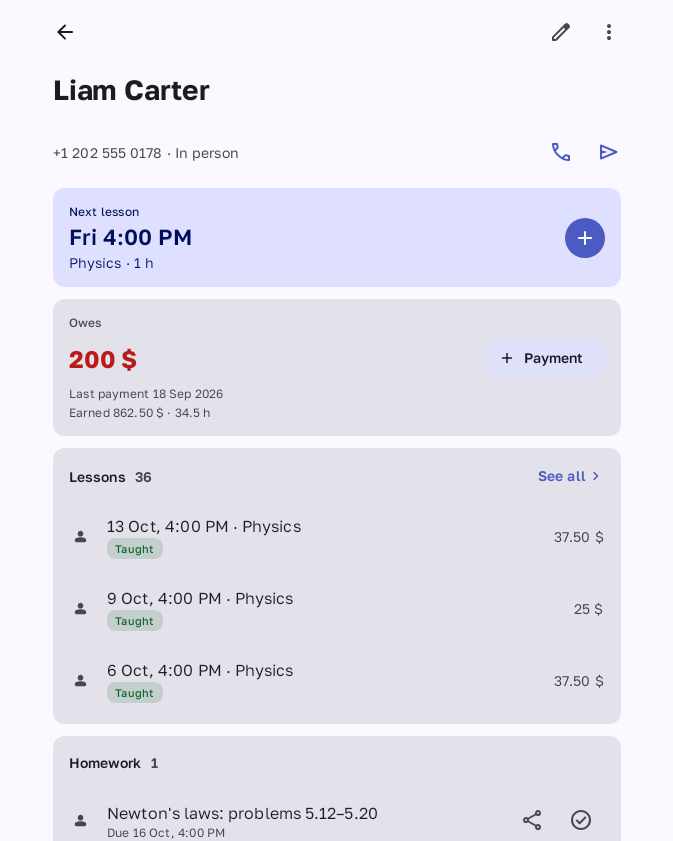 Liam Carter
+1 202 555 0178 · In person
Next lesson
Fri 4:00 PM
Physics · 1 h
Owes
200 $
Payment
Last payment 18 Sep 2026
Earned 862.50 $ · 34.5 h
Lessons 36
See all
13 Oct, 4:00 PM · Physics
Taught
37.50 $
9 Oct, 4:00 PM · Physics
Taught
25 $
6 Oct, 4:00 PM · Physics
Taught
37.50 $
Homework 1
Newton's laws: problems 5.12–5.20
Due 16 Oct, 4:00 PM